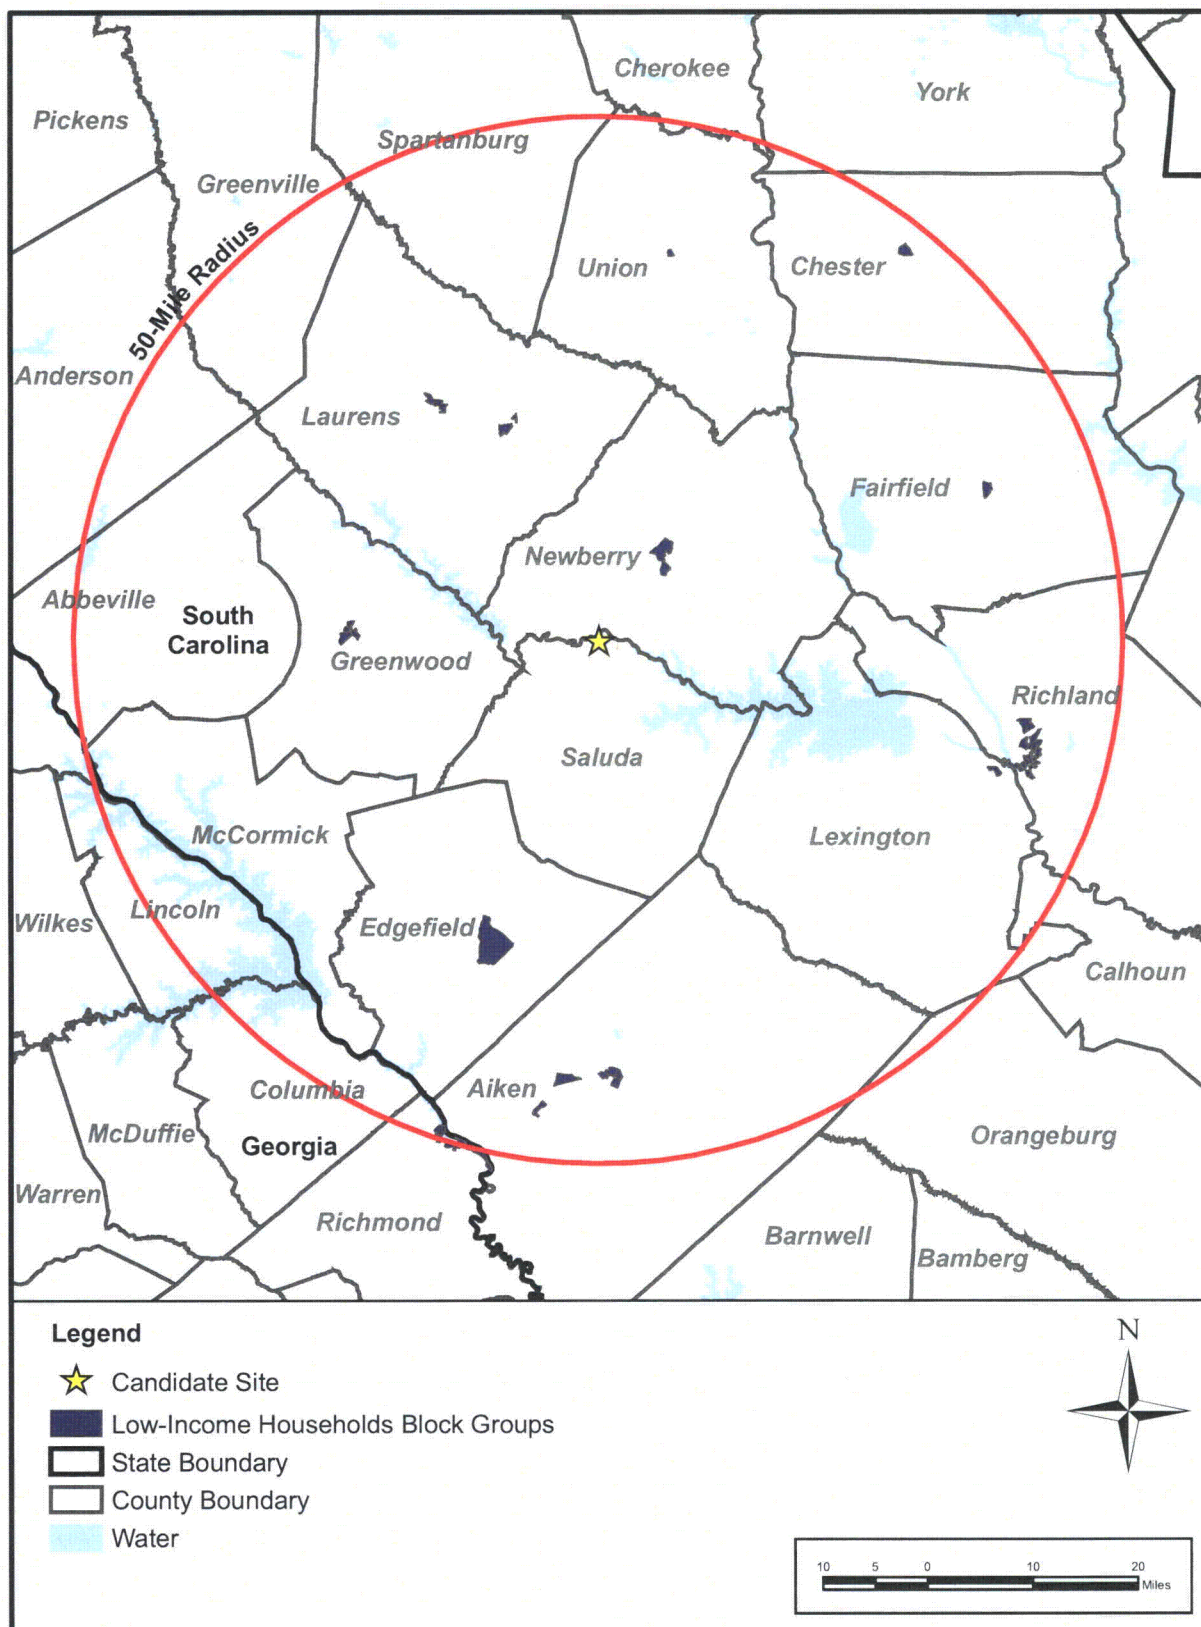 Cherokee
York
Pickens
Spartanburg
Greenville
50-Mile Radius
Union
Chester
Anderson
Laurens
Fairfield
Newberry
Abbeville
South
Carolina
Greenwood
Richland
Saluda
McCormick
Lexington
Lincoln
Wilkes
Edgefield
Calhoun
Columbia
Aiken
McDuffie
Georgia
Orangeburg
Warren
Richmond
Barnwell
Bamberg
Legend
Candidate Site
Low-Income Households Block Groups
State Boundary
County Boundary
Water
N
10 5 0 10 20
Miles